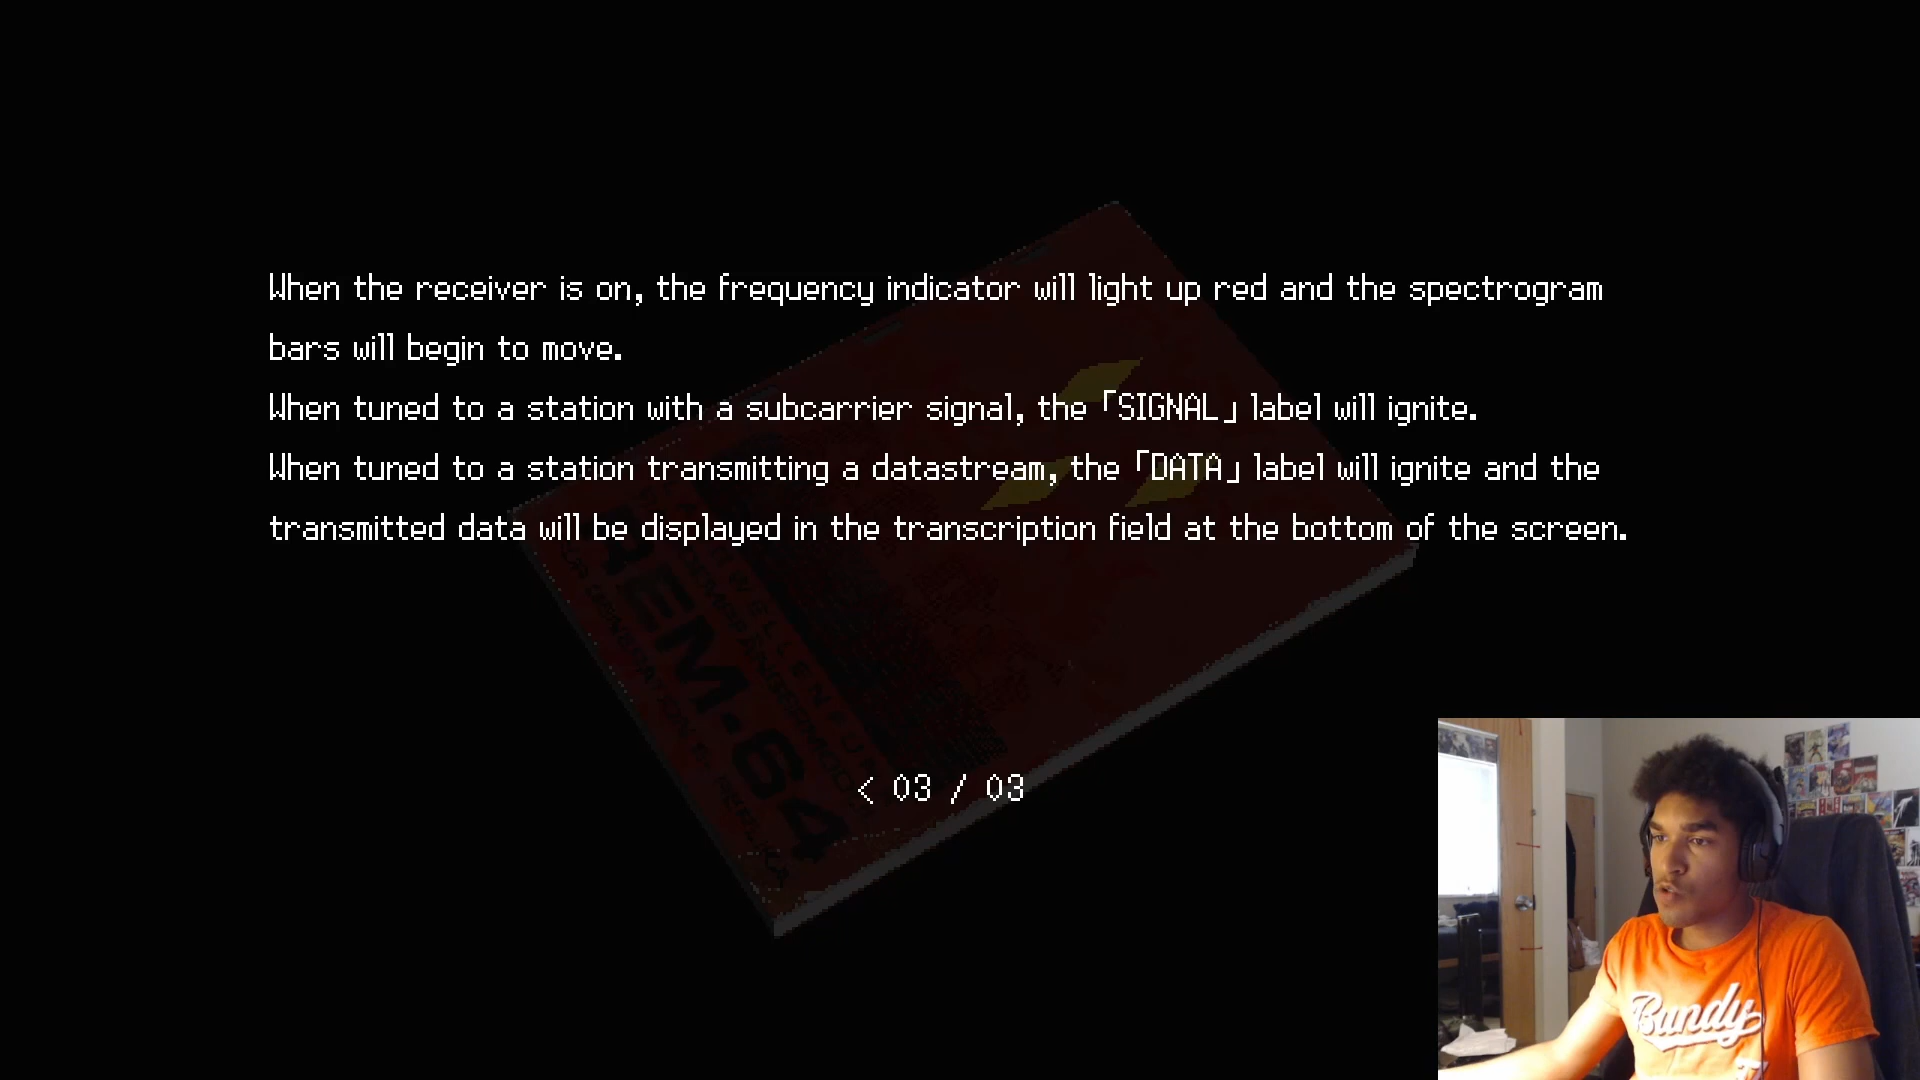 When the receiver is on, the frequency indicator will light up red and the spectrogram
bars will begin to move.
When tuned to a station with a subcarrier signal, the「SIGNAL」label will ignite.
When tuned to a station transmitting a datastream, the「DATA」label will ignite and the
transmitted data will be displayed in the transcription field at the bottom of the screen.
REM-64
< 03 / 03
Bundy